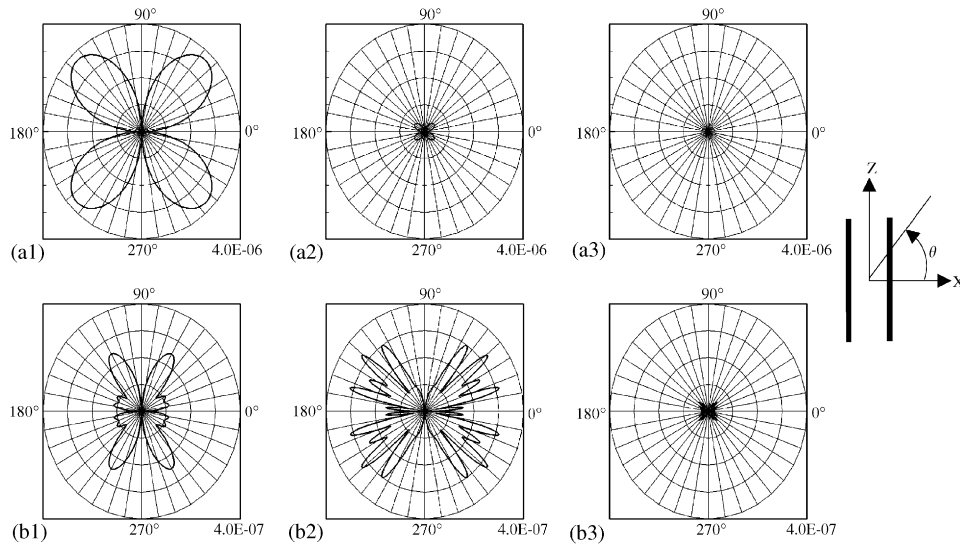 90° 90° 90°
180° 0° 180° 0° 180° 0°
Z
θ
X
(a1) 270° 4.0E-06 (a2) 270° 4.0E-06 (a3) 270° 4.0E-06
90° 90° 90°
180° 0° 180° 0° 180° 0°
(b1) 270° 4.0E-07 (b2) 270° 4.0E-07 (b3) 270° 4.0E-07